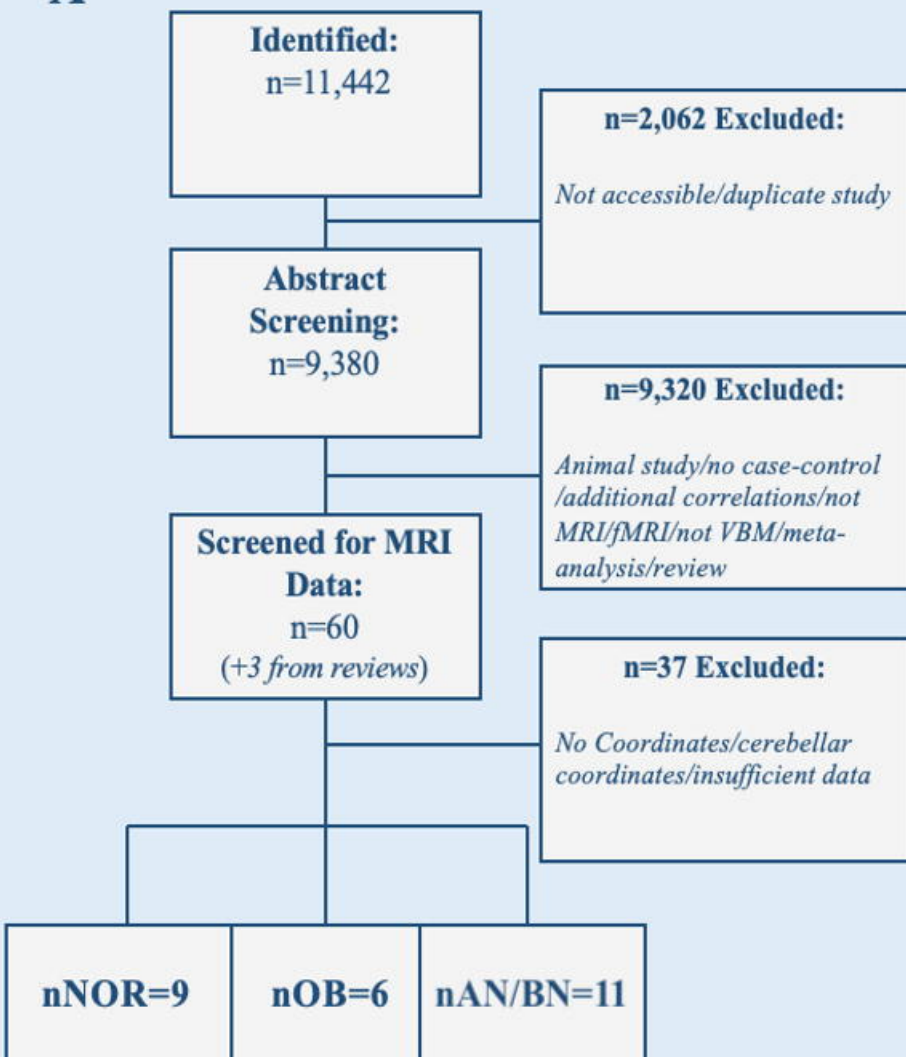 Identified:
n=11,442
n=2,062 Excluded:
Not accessible/duplicate study
Abstract
Screening:
n=9,380
n=9,320 Excluded:
Animal study/no case-control
/additional correlations/not
MRI/fMRI/not VBM/meta-
analysis/review
Screened for MRI
Data:
n=60
(+3 from reviews)
n=37 Excluded:
No Coordinates/cerebellar
coordinates/insufficient data
nNOR=9
nOB=6
nAN/BN=11